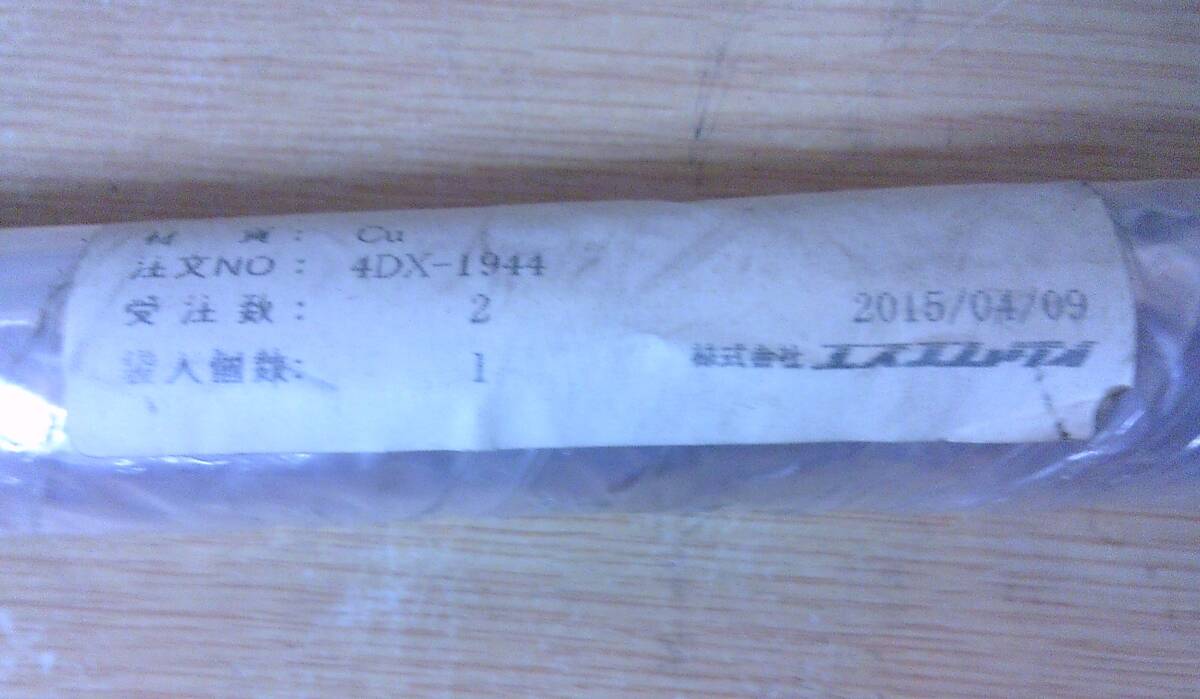 材 質: Cu
注文NO: 4DX-1944
受注数: 2 2015/04/09
袋入個数: 1 株式会社